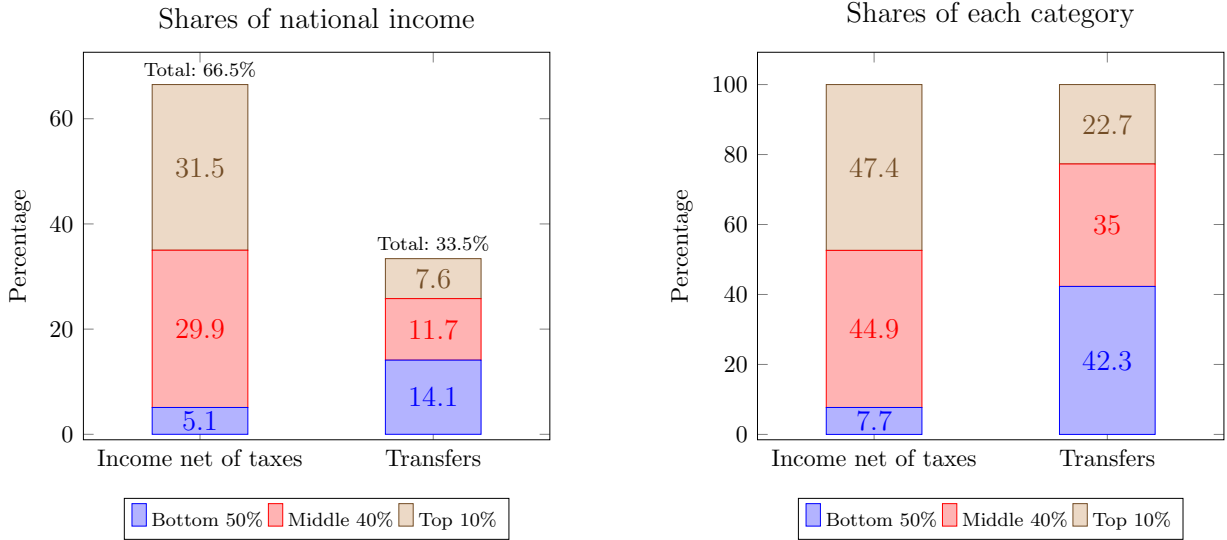 Shares of national income
Percentage
60
40
20
0
Total: 66.5%
31.5
29.9
5.1
Total: 33.5%
7.6
11.7
14.1
Income net of taxes
Transfers
Bottom 50% Middle 40% Top 10%
Shares of each category
Percentage
100
80
60
40
20
0
47.4
44.9
7.7
22.7
35
42.3
Income net of taxes
Transfers
Bottom 50% Middle 40% Top 10%